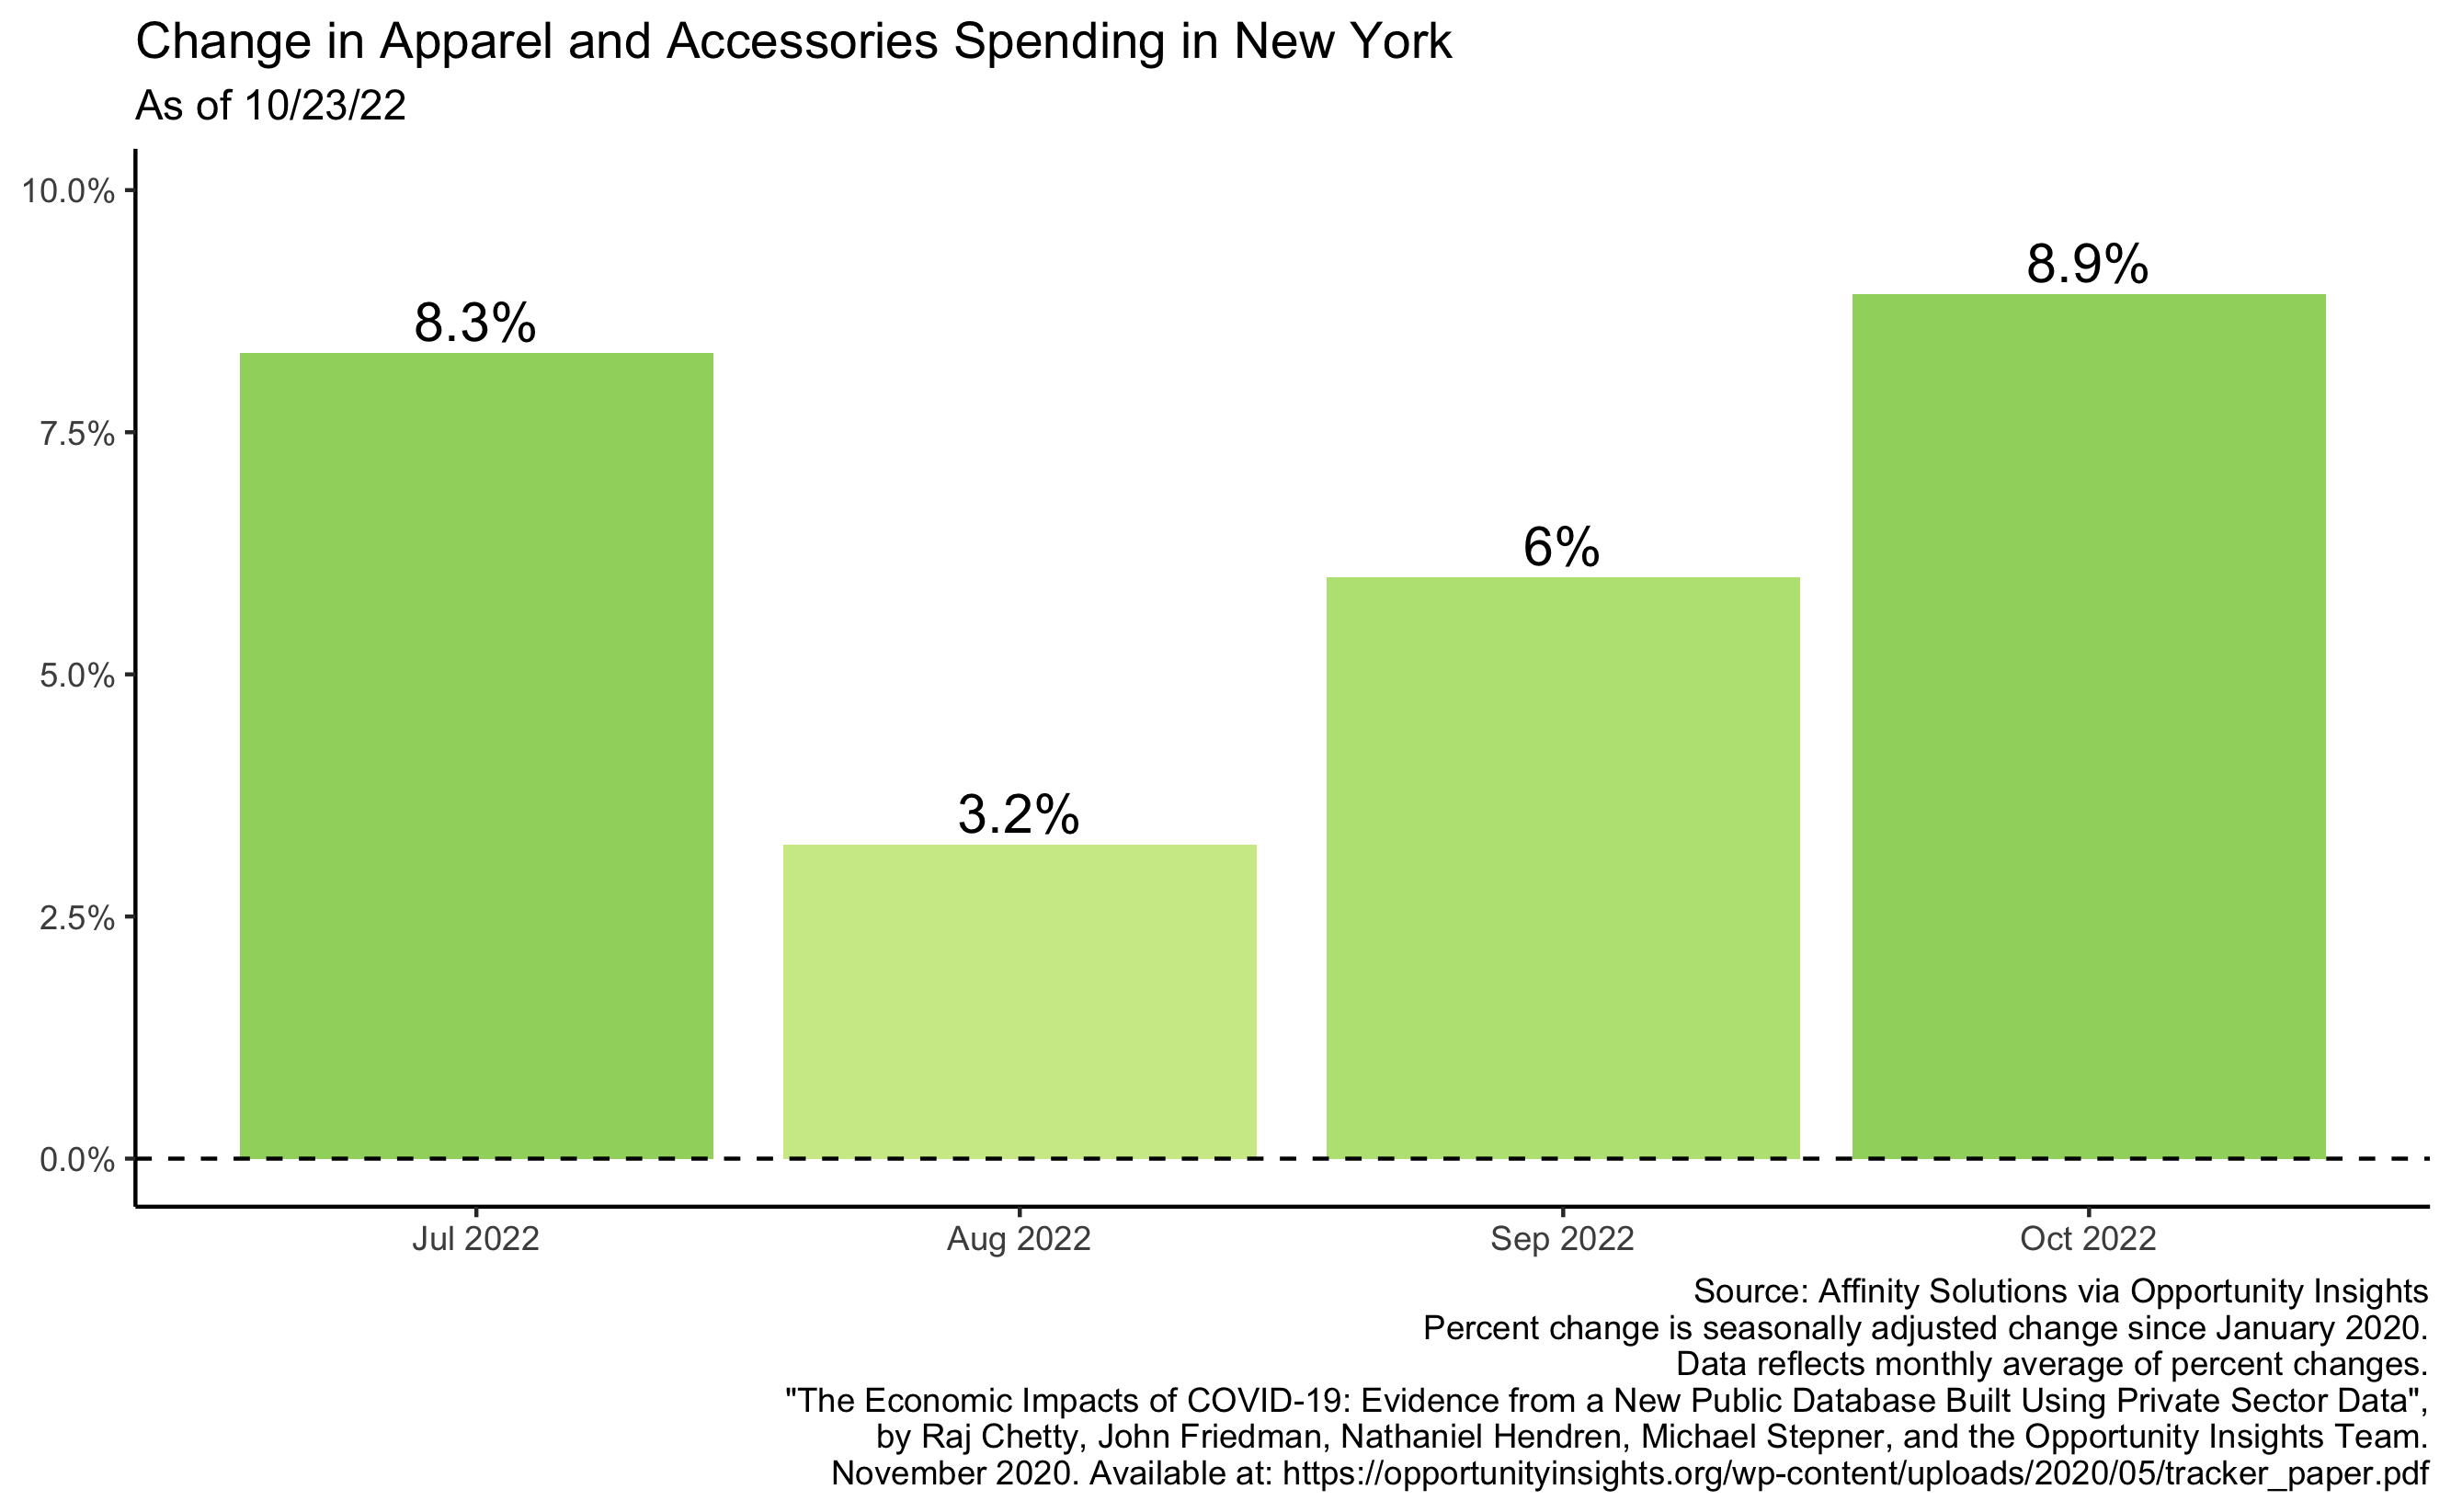 Change in Apparel and Accessories Spending in New York
As of 10/23/22
10.0%
7.5%
5.0%
2.5%
0.0%
8.3%
3.2%
6%
8.9%
Jul 2022
Aug 2022
Sep 2022
Oct 2022
Source: Affinity Solutions via Opportunity Insights
Percent change is seasonally adjusted change since January 2020.
Data reflects monthly average of percent changes.
"The Economic Impacts of COVID-19: Evidence from a New Public Database Built Using Private Sector Data",
by Raj Chetty, John Friedman, Nathaniel Hendren, Michael Stepner, and the Opportunity Insights Team.
November 2020. Available at: https://opportunityinsights.org/wp-content/uploads/2020/05/tracker_paper.pdf